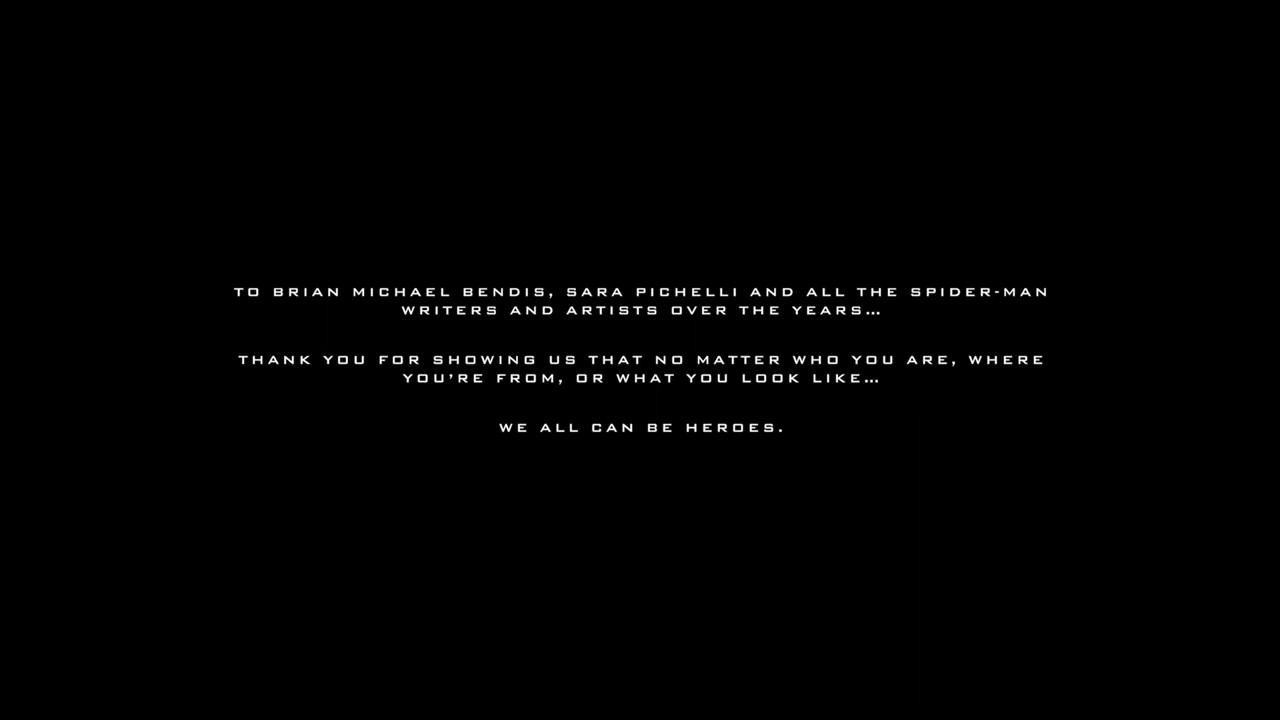 TO BRIAN MICHAEL BENDIS, SARA PICHELLI AND ALL THE SPIDER-MAN
WRITERS AND ARTISTS OVER THE YEARS…
THANK YOU FOR SHOWING US THAT NO MATTER WHO YOU ARE, WHERE
YOU'RE FROM, OR WHAT YOU LOOK LIKE…
WE ALL CAN BE HEROES.